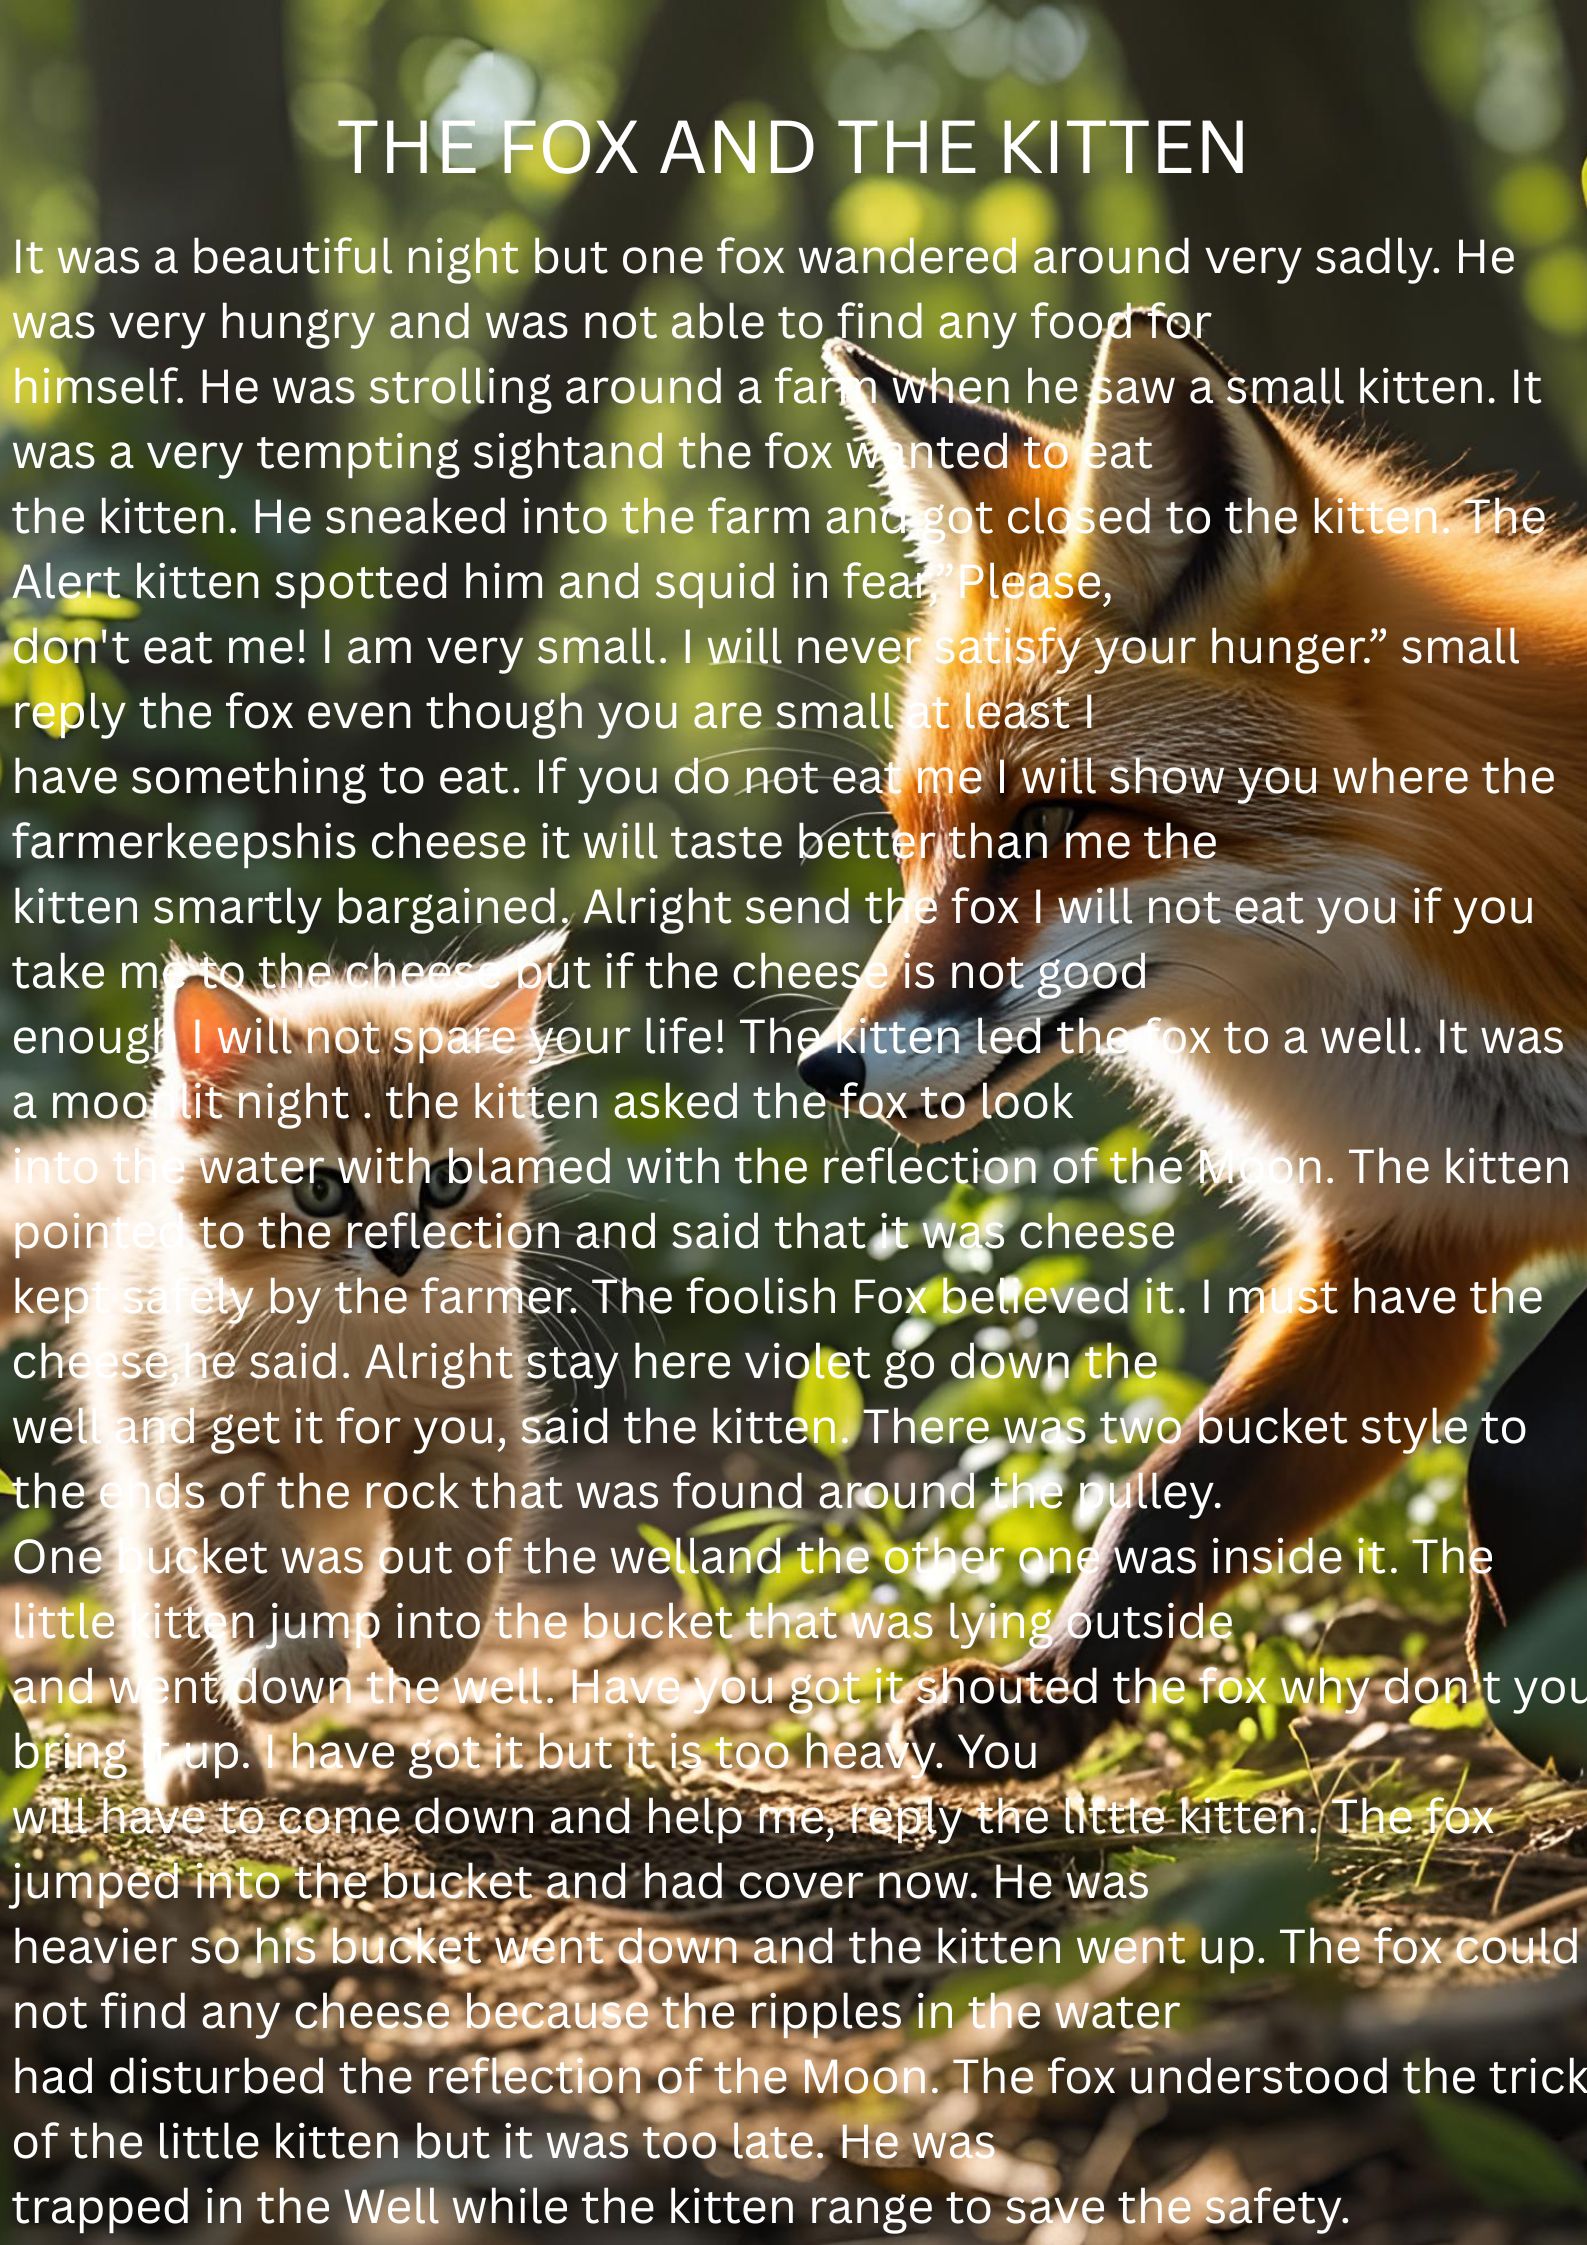 THE FOX AND THE KITTEN
It was a beautiful night but one fox wandered around very sadly. He
was very hungry and was not able to find any food for
himself. He was strolling around a farm when he saw a small kitten. It
was a very tempting sightand the fox wanted to eat
the kitten. He sneaked into the farm and got closed to the kitten. The
Alert kitten spotted him and squid in fear,”Please,
don't eat me! I am very small. I will never satisfy your hunger.” small
reply the fox even though you are small at least I
have something to eat. If you do not eat me I will show you where the
farmerkeepshis cheese it will taste better than me the
kitten smartly bargained. Alright send the fox I will not eat you if you
take me to the cheese but if the cheese is not good
enough I will not spare your life! The kitten led the fox to a well. It was
a moonlit night . the kitten asked the fox to look
into the water with blamed with the reflection of the Moon. The kitten
pointed to the reflection and said that it was cheese
kept safely by the farmer. The foolish Fox believed it. I must have the
cheese,he said. Alright stay here violet go down the
well and get it for you, said the kitten. There was two bucket style to
the ends of the rock that was found around the pulley.
One bucket was out of the welland the other one was inside it. The
little kitten jump into the bucket that was lying outside
and went down the well. Have you got it shouted the fox why don't you
bring it up. I have got it but it is too heavy. You
will have to come down and help me, reply the little kitten. The fox
jumped into the bucket and had cover now. He was
heavier so his bucket went down and the kitten went up. The fox could
not find any cheese because the ripples in the water
had disturbed the reflection of the Moon. The fox understood the trick
of the little kitten but it was too late. He was
trapped in the Well while the kitten range to save the safety.